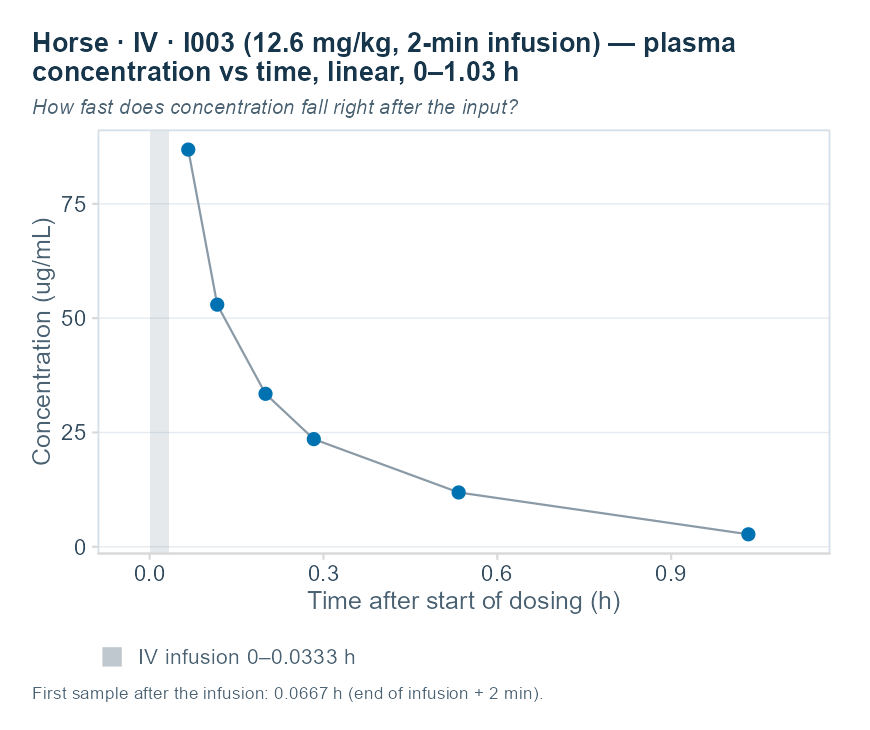 Horse · IV · I003 (12.6 mg/kg, 2-min infusion) — plasma
concentration vs time, linear, 0–1.03 h
How fast does concentration fall right after the input?
Concentration (ug/mL)
75
50
25
0
0.0
0.3
0.6
0.9
Time after start of dosing (h)
IV infusion 0–0.0333 h
First sample after the infusion: 0.0667 h (end of infusion + 2 min).